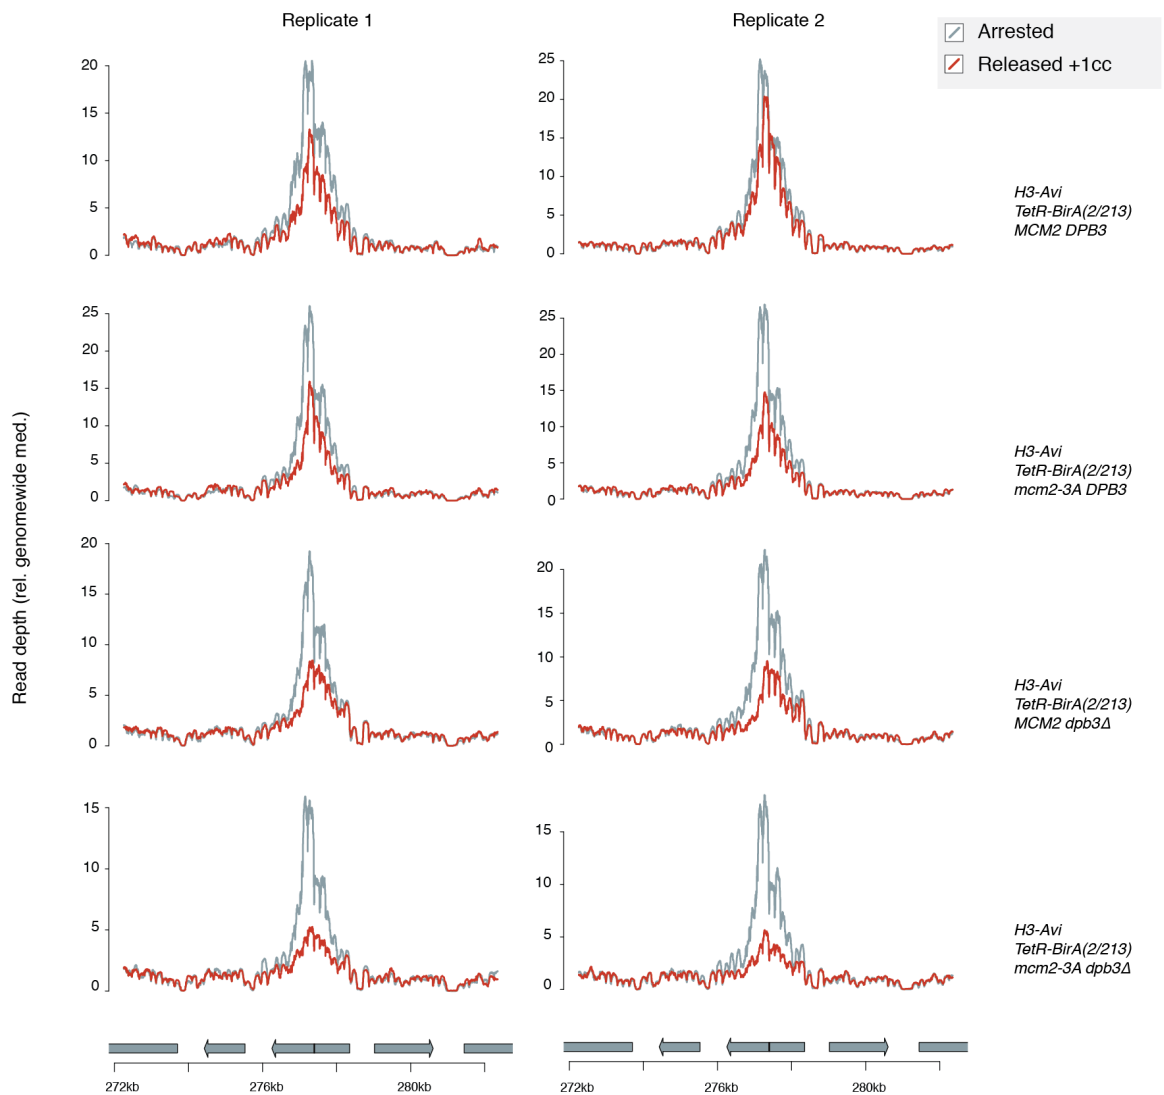 Replicate 1
Replicate 2
Arrested
Released +1cc
Read depth (rel. genomewide med.)
20
15
10
5
0
25
20
15
10
5
0
H3-Avi
TetR-BirA(2/213)
MCM2 DPB3
25
20
15
10
5
0
25
20
15
10
5
0
H3-Avi
TetR-BirA(2/213)
mcm2-3A DPB3
20
15
10
5
0
20
15
10
5
0
H3-Avi
TetR-BirA(2/213)
MCM2 dpb3Δ
15
10
5
0
15
10
5
0
H3-Avi
TetR-BirA(2/213)
mcm2-3A dpb3Δ
272kb
276kb
280kb
272kb
276kb
280kb